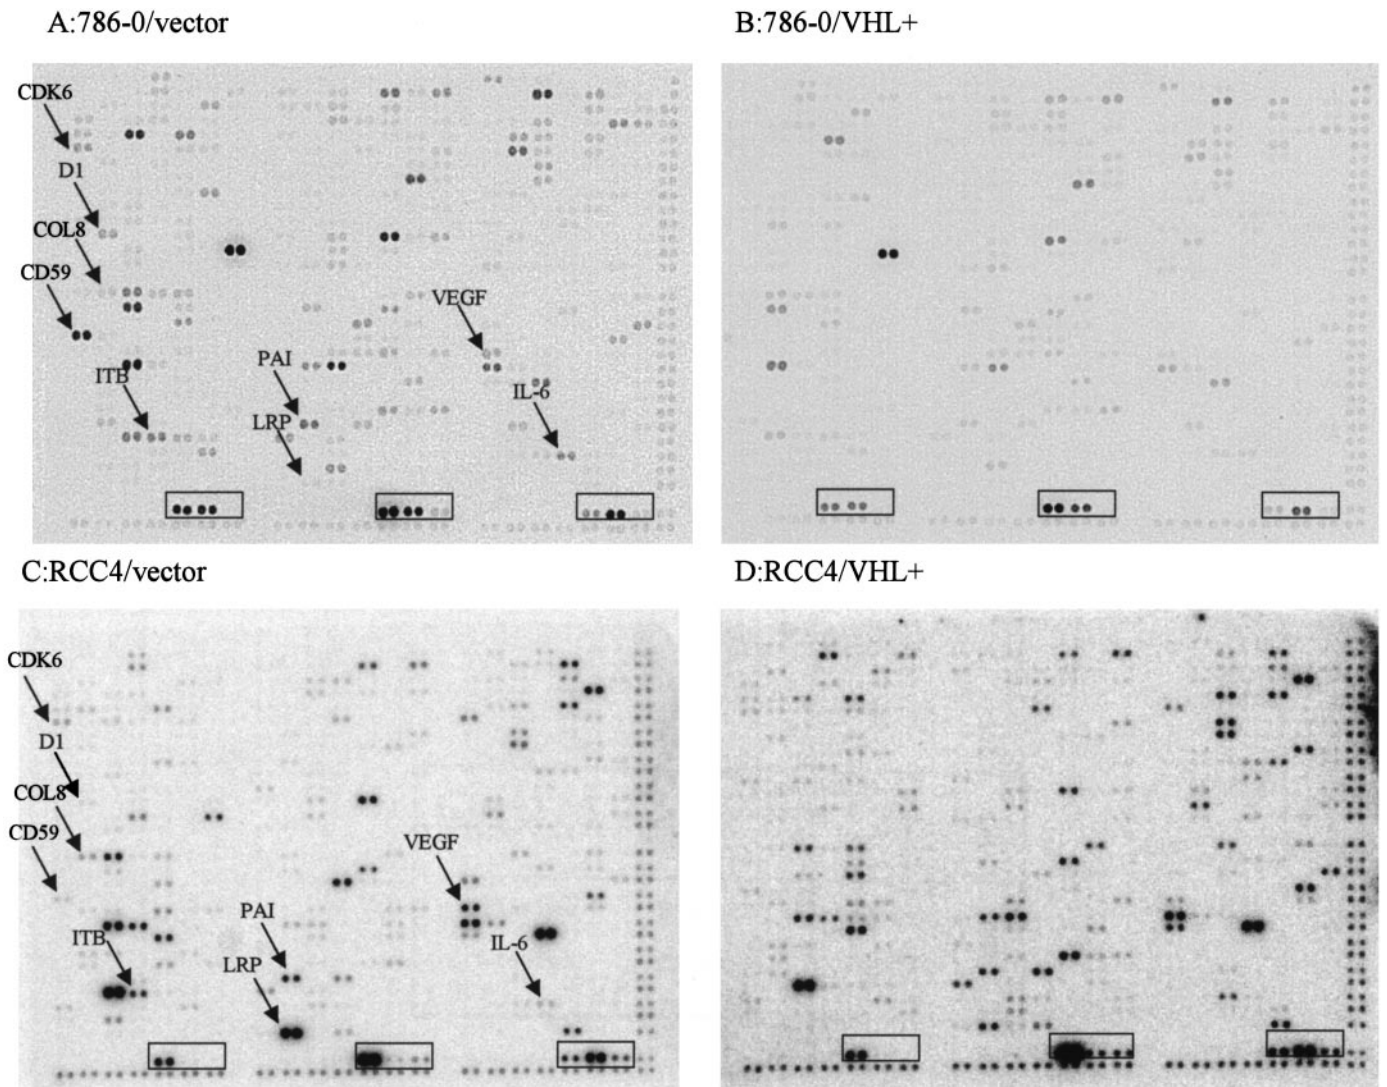 A:786-0/vector
B:786-0/VHL+
CDK6
D1
COL8
CD59
ITB
PAI
LRP
VEGF
IL-6
C:RCC4/vector
D:RCC4/VHL+
CDK6
D1
COL8
CD59
ITB
PAI
LRP
VEGF
IL-6